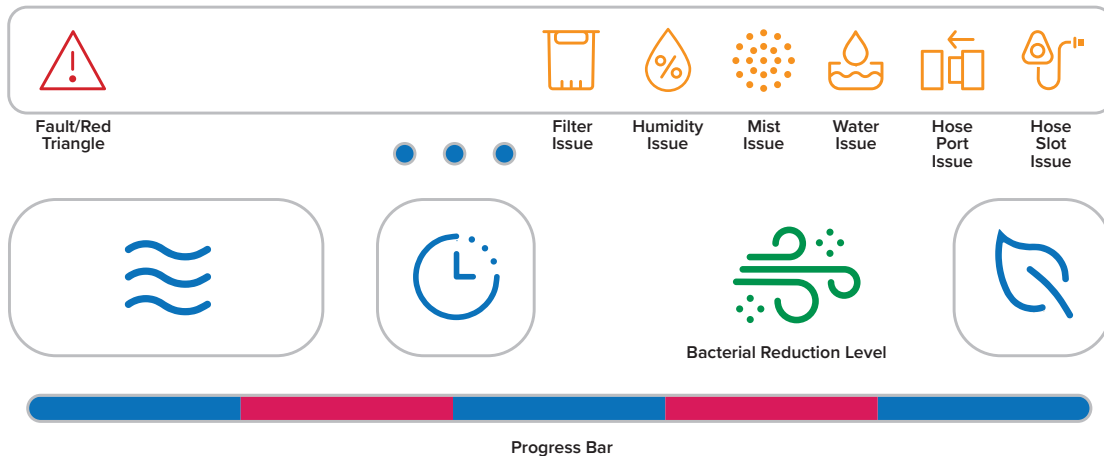 Fault/Red
Triangle
Filter
Issue
Humidity
Issue
Mist
Issue
Water
Issue
Hose
Port
Issue
Hose
Slot
Issue
%
Bacterial Reduction Level
Progress Bar